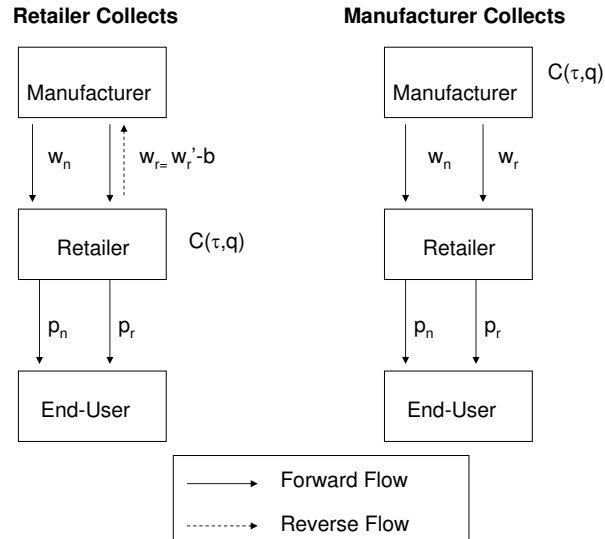 Retailer Collects
Manufacturer
w_n
w_{r=} w_r'-b
Retailer
C(τ,q)
p_n
p_r
End-User
Manufacturer Collects
Manufacturer
C(τ,q)
w_n
w_r
Retailer
p_n
p_r
End-User
Forward Flow
Reverse Flow